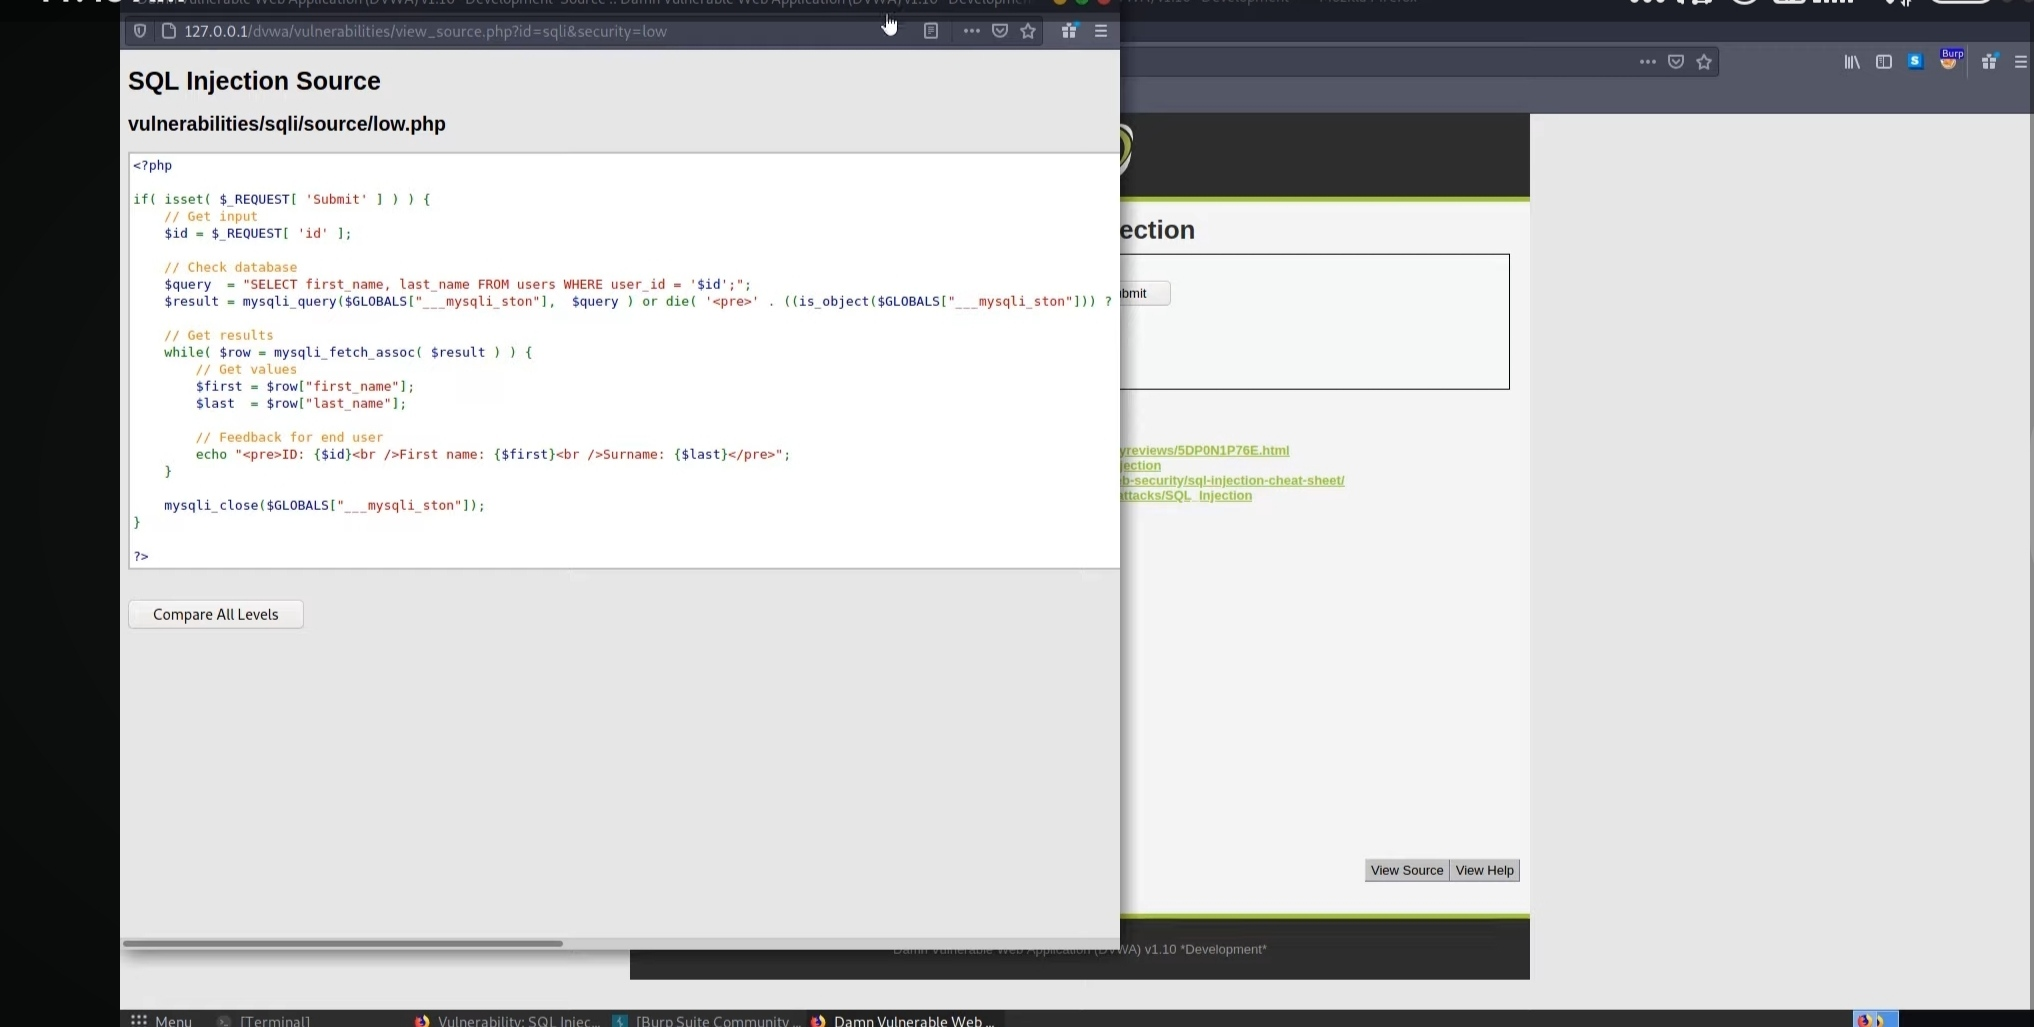 127.0.0.1/dvwa/vulnerabilities/view_source.php?id=sqli&security=low
Burp
SQL Injection Source
vulnerabilities/sqli/source/low.php
<?php
if( isset( $_REQUEST[ 'Submit' ] ) ) {
// Get input
$id = $_REQUEST[ 'id' ];
// Check database
$query  = "SELECT first_name, last_name FROM users WHERE user_id = '$id';";
$result = mysqli_query($GLOBALS["___mysqli_ston"],  $query ) or die( '<pre>' . ((is_object($GLOBALS["___mysqli_ston"])) ?
// Get results
while( $row = mysqli_fetch_assoc( $result ) ) {
// Get values
$first = $row["first_name"];
$last  = $row["last_name"];
// Feedback for end user
echo "<pre>ID: {$id}<br />First name: {$first}<br />Surname: {$last}</pre>";
}
mysqli_close($GLOBALS["___mysqli_ston"]);
}
?>
Compare All Levels
ection
bmit
yreviews/5DP0N1P76E.html
ection
b-security/sql-injection-cheat-sheet/
attacks/SQL_Injection
View Source View Help
Damn Vulnerable Web Application (DVWA) v1.10 *Development*
Menu [Terminal] Vulnerability: SQL Injec... [Burp Suite Community ... Damn Vulnerable Web ...